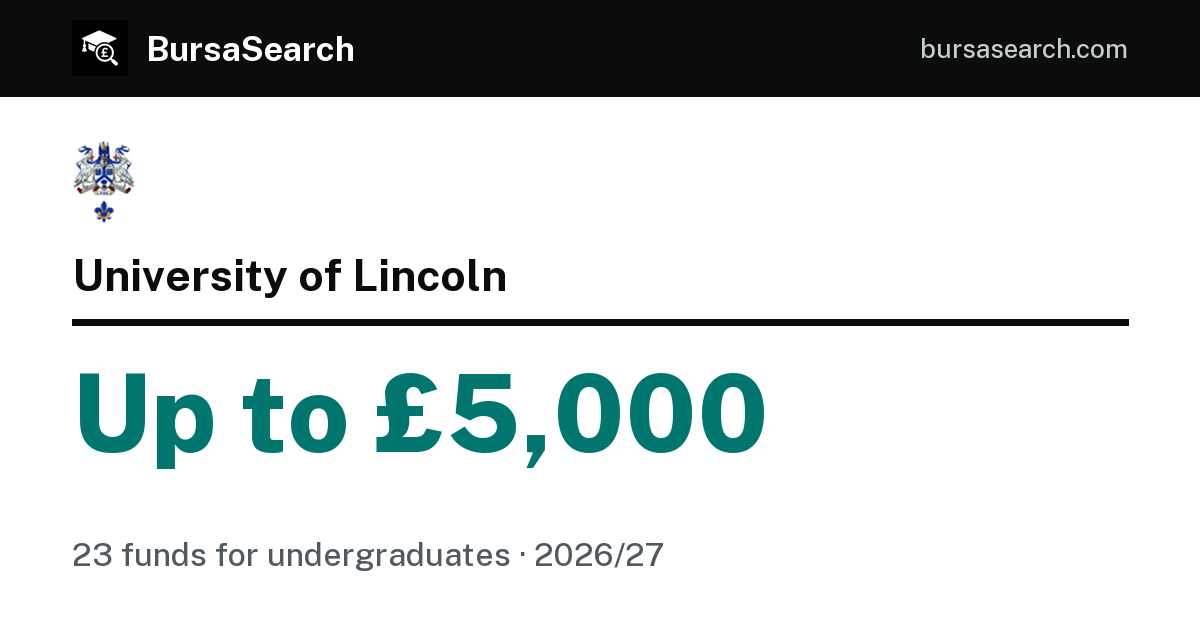 BursaSearch
bursasearch.com
University of Lincoln
Up to £5,000
23 funds for undergraduates · 2026/27